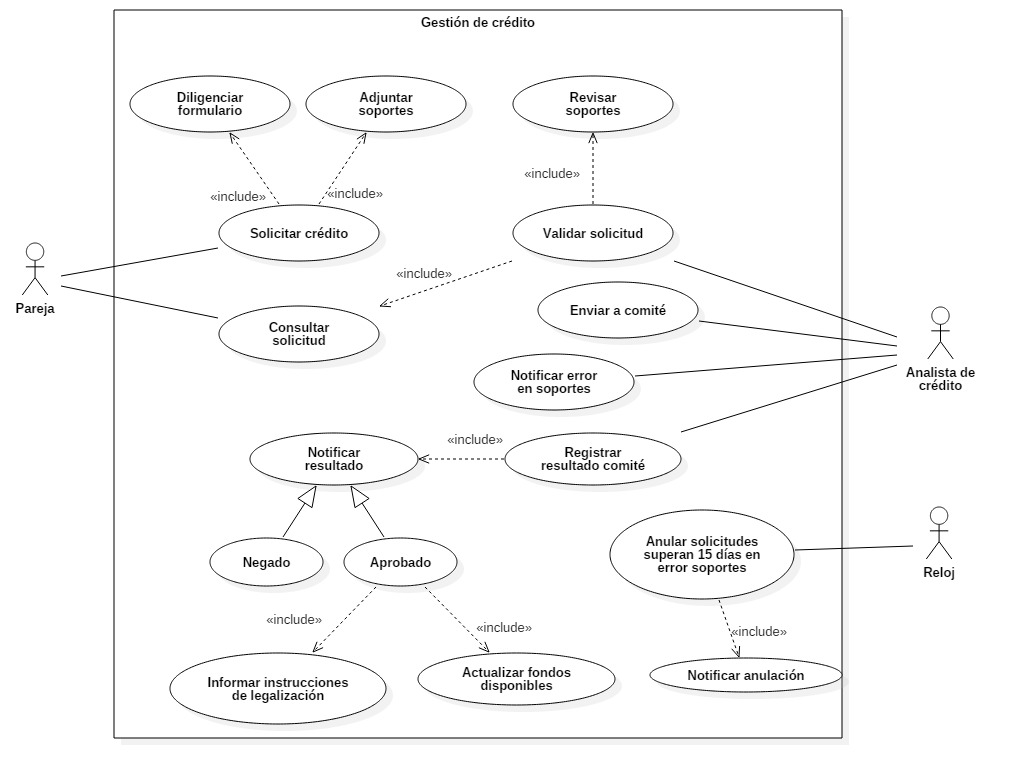 Gestión de crédito
Diligenciar
formulario
Adjuntar
soportes
Revisar
soportes
«include»
«include»
«include»
Solicitar crédito
Validar solicitud
Pareja
«include»
Consultar
solicitud
Enviar a comité
Notificar error
en soportes
Analista de
crédito
Notificar
resultado
«include»
Registrar
resultado comité
Negado
Aprobado
Anular solicitudes
superan 15 días en
error soportes
Reloj
«include»
«include»
«include»
Informar instrucciones
de legalización
Actualizar fondos
disponibles
Notificar anulación